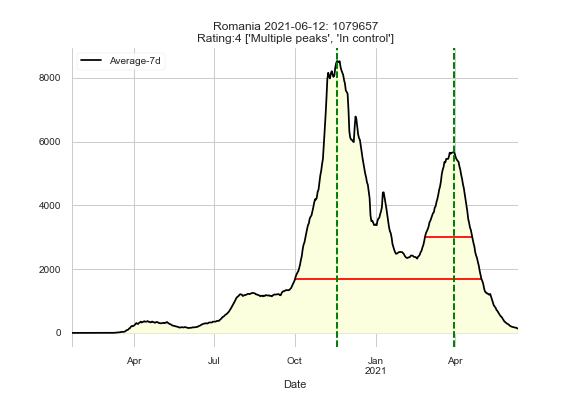 Romania 2021-06-12: 1079657
Rating:4 ['Multiple peaks', 'In control']
Average-7d
8000
6000
4000
2000
0
Apr
Jul
Oct
Jan
2021
Apr
Date